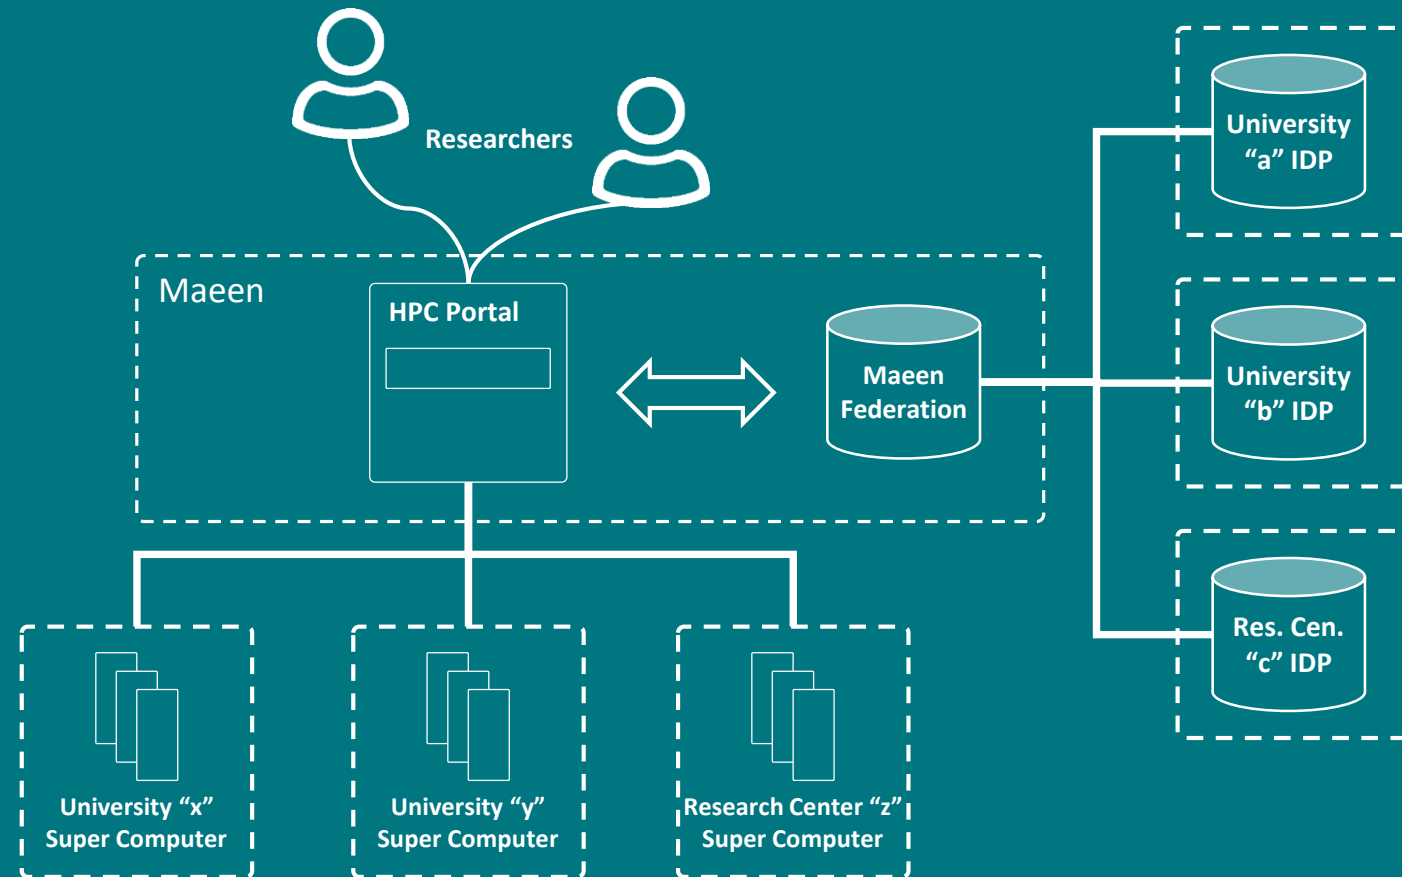 Researchers
Maeen
HPC Portal
Maeen
Federation
University
“a” IDP
University
“b” IDP
Res. Cen.
“c” IDP
University “x”
Super Computer
University “y”
Super Computer
Research Center “z”
Super Computer